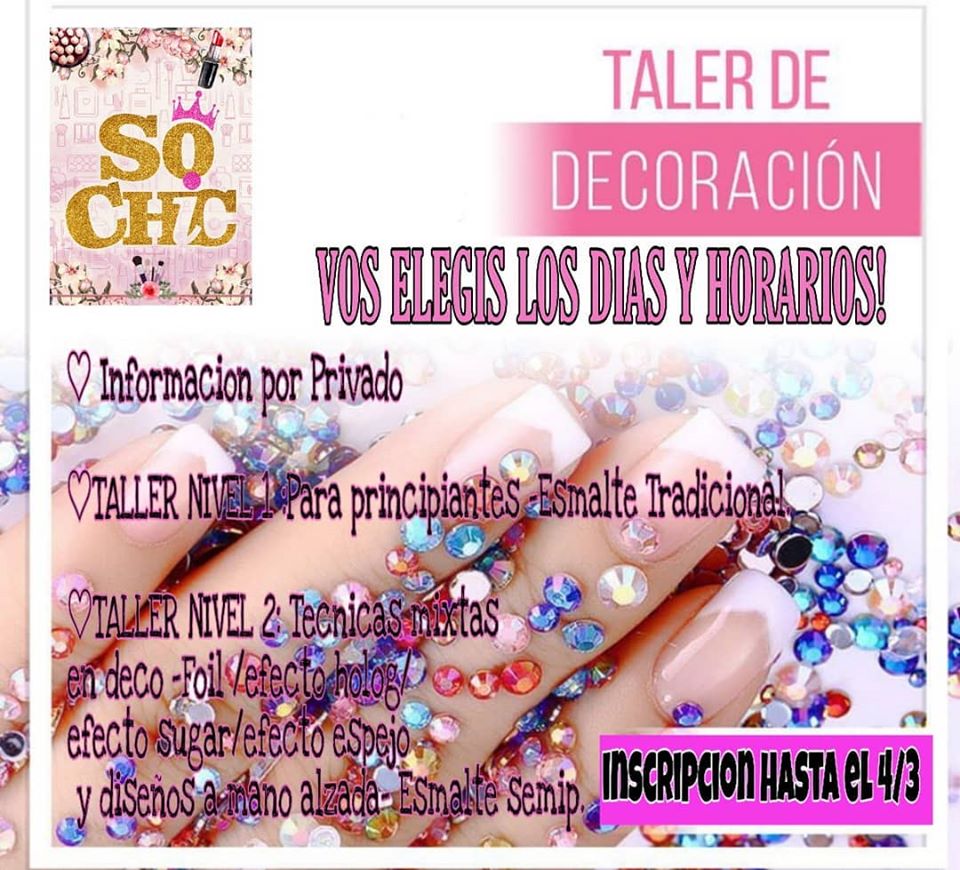 SO
CHIC
TALER DE
DECORACIÓN
VOS ELEGIS LOS DIAS Y HORARIOS!
♡ Informacion por Privado
♡TALLER NIVEL 1 :Para principiantes -Esmalte Tradicional.
♡TALLER NIVEL 2: Tecnicas mixtas
en deco -Foil /efecto holog/
efecto sugar/efecto espejo
y diseños a mano alzada- Esmalte Semip.
INSCRIPCION HASTA el 4/3